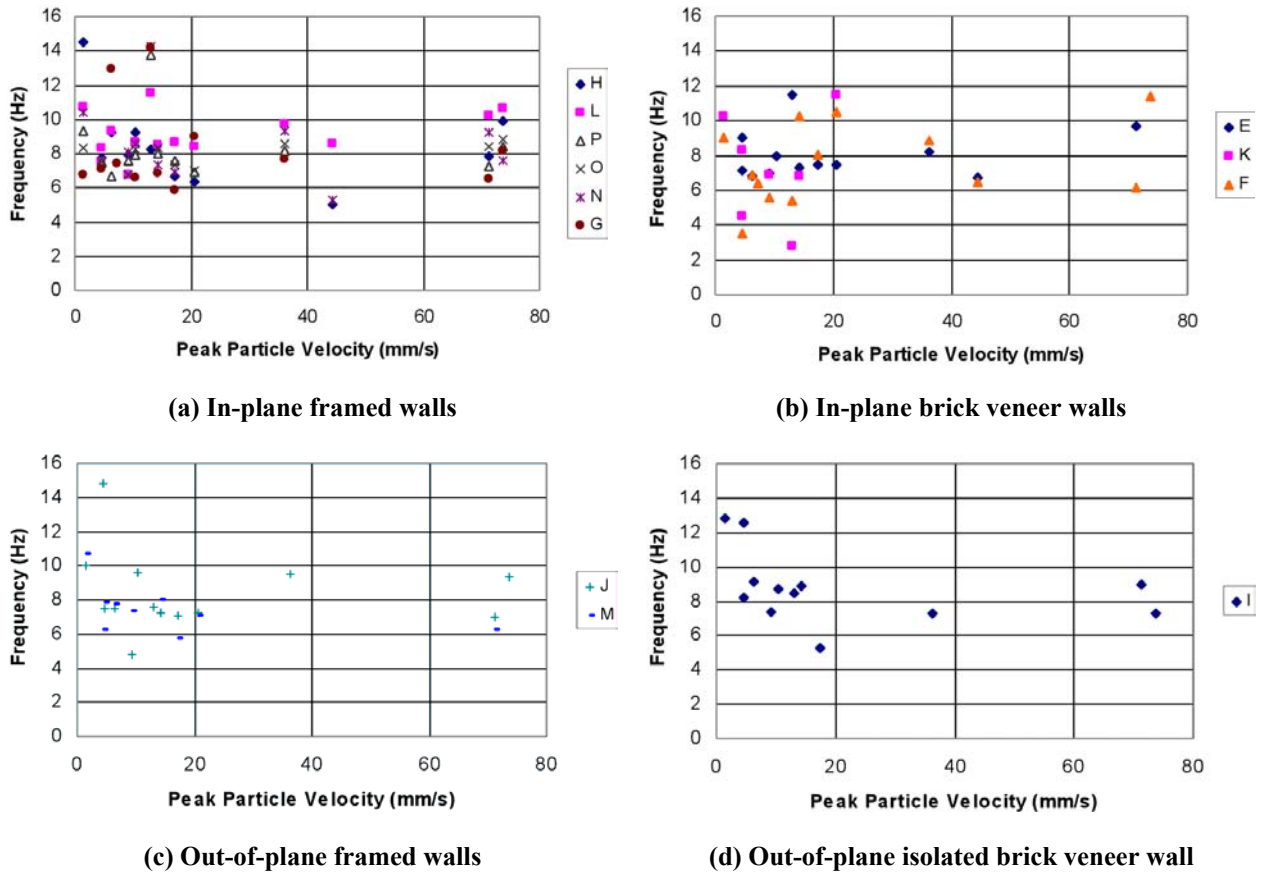 16
14
12
10
8
6
4
2
0
Frequency (Hz)
0 20 40 60 80
Peak Particle Velocity (mm/s)
H
L
P
O
N
G
(a) In-plane framed walls
16
14
12
10
8
6
4
2
0
Frequency (Hz)
0 20 40 60 80
Peak Particle Velocity (mm/s)
E
K
F
(b) In-plane brick veneer walls
16
14
12
10
8
6
4
2
0
Frequency (Hz)
0 20 40 60 80
Peak Particle Velocity (mm/s)
J
M
(c) Out-of-plane framed walls
16
14
12
10
8
6
4
2
0
Frequency (Hz)
0 20 40 60 80
Peak Particle Velocity (mm/s)
I
(d) Out-of-plane isolated brick veneer wall